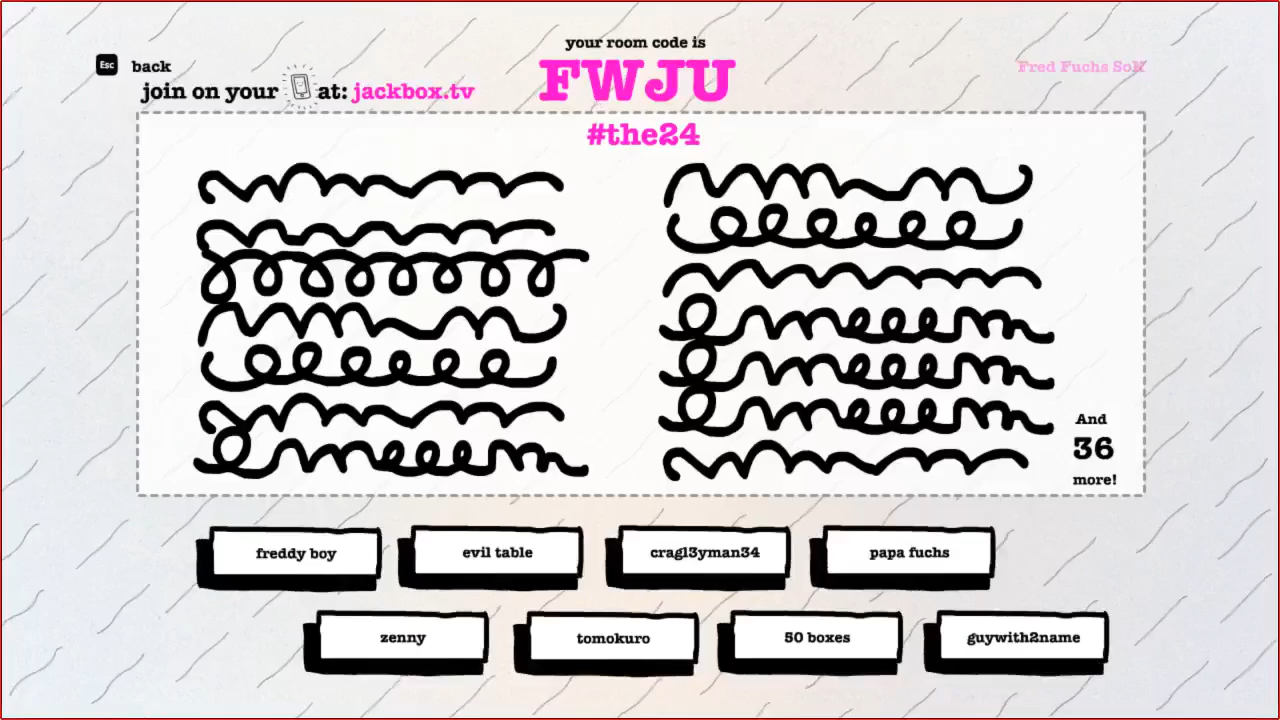 your room code is
FWJU
Esc back
join on your at: jackbox.tv
Fred Fuchs SoK
#the24
And
36
more!
freddy boy
evil table
crag13yman34
papa fuchs
zenny
tomokuro
50 boxes
guywith2name